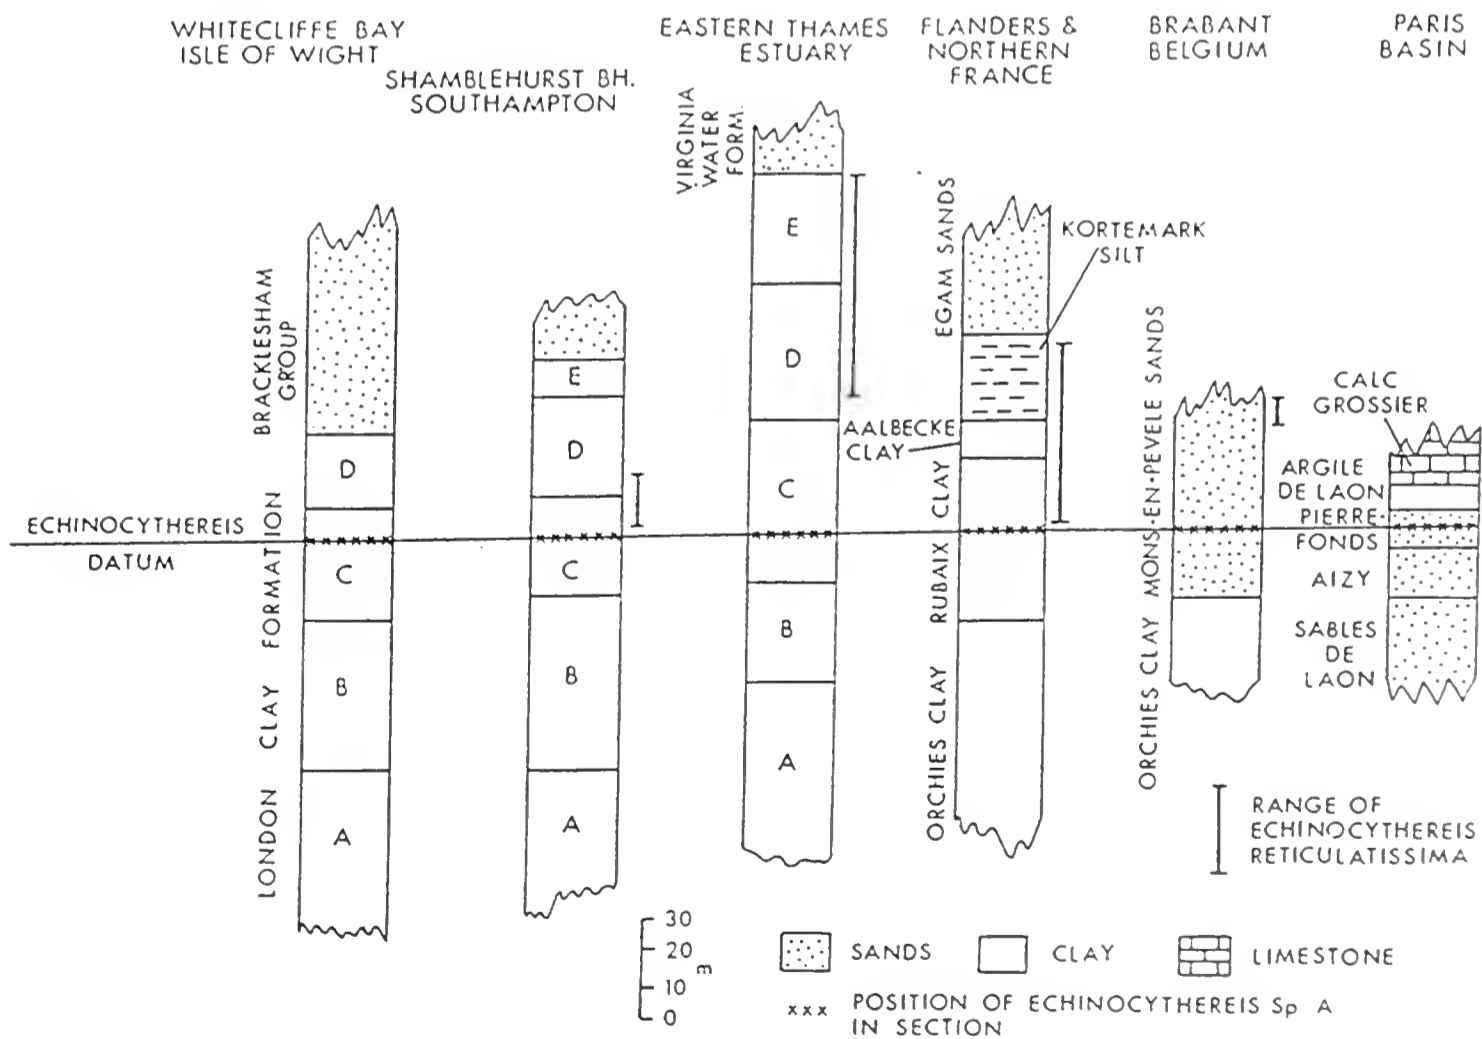 WHITECLIFFE BAY
ISLE OF WIGHT
SHAMBLEHURST BH.
SOUTHAMPTON
EASTERN THAMES
ESTUARY
FLANDERS &
NORTHERN
FRANCE
BRABANT
BELGIUM
PARIS
BASIN
BRACKLESHAM
GROUP
LONDON CLAY FORMATION
D
C
B
A
E
D
C
B
A
VIRGINIA
WATER
FORM.
E
D
C
B
A
EGAM SANDS
KORTEMARK
SILT
AALBECKE
CLAY
RUBAIX CLAY
ORCHIES CLAY
MONS-EN-PEVELE SANDS
ORCHIES CLAY
CALC
GROSSIER
ARGILE
DE LAON
PIERRE-
FONDS
AIZY
SABLES
DE
LAON
ECHINOCYTHEREIS
DATUM
RANGE OF
ECHINOCYTHEREIS
RETICULATISSIMA
30
20
m
10
0
SANDS
CLAY
LIMESTONE
xxx POSITION OF ECHINOCYTHEREIS Sp A
IN SECTION